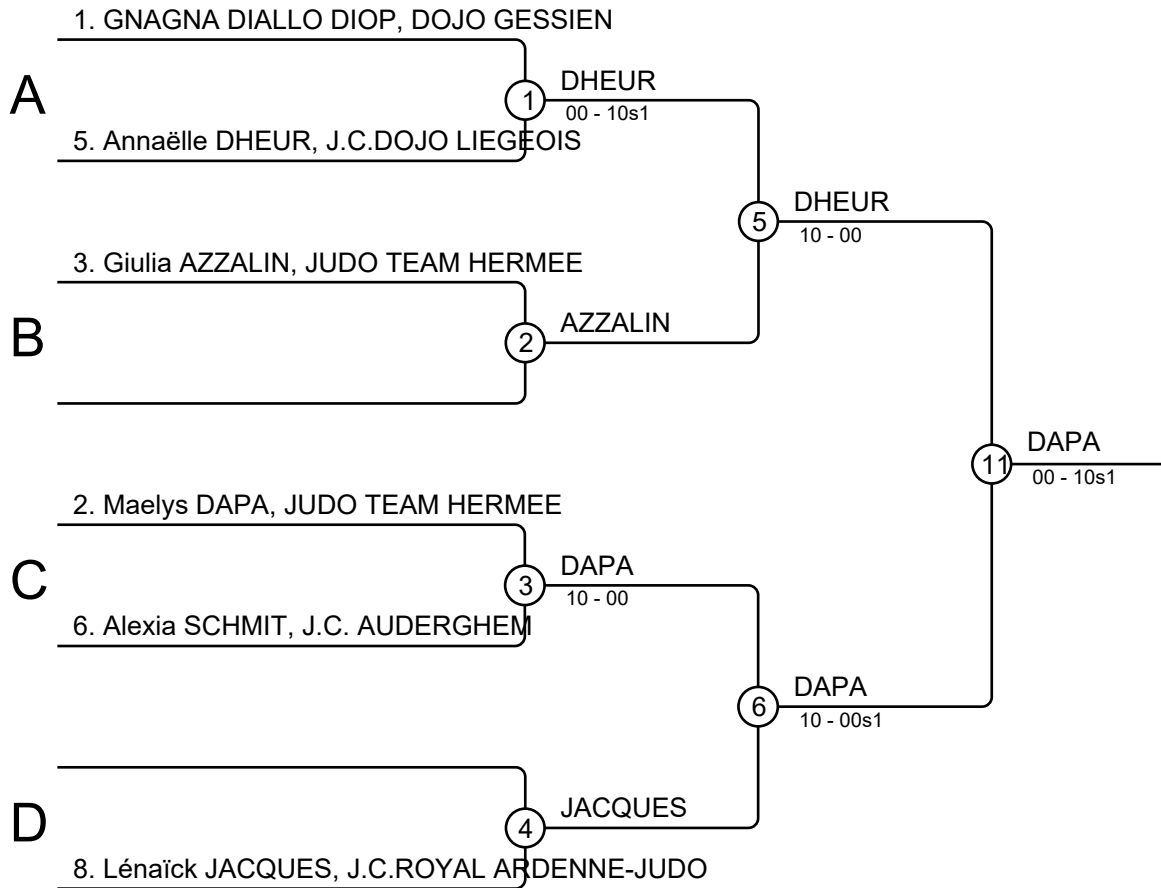 1. GNAGNA DIALLO DIOP, DOJO GESSIEN
A
1
DHEUR
00 - 10s1
5. Annaëlle DHEUR, J.C.DOJO LIEGEOIS
5
DHEUR
10 - 00
3. Giulia AZZALIN, JUDO TEAM HERMEE
B
2
AZZALIN
11
DAPA
00 - 10s1
2. Maelys DAPA, JUDO TEAM HERMEE
C
3
DAPA
10 - 00
6. Alexia SCHMIT, J.C. AUDERGHEM
6
DAPA
10 - 00s1
D
4
JACQUES
8. Lénaïck JACQUES, J.C.ROYAL ARDENNE-JUDO